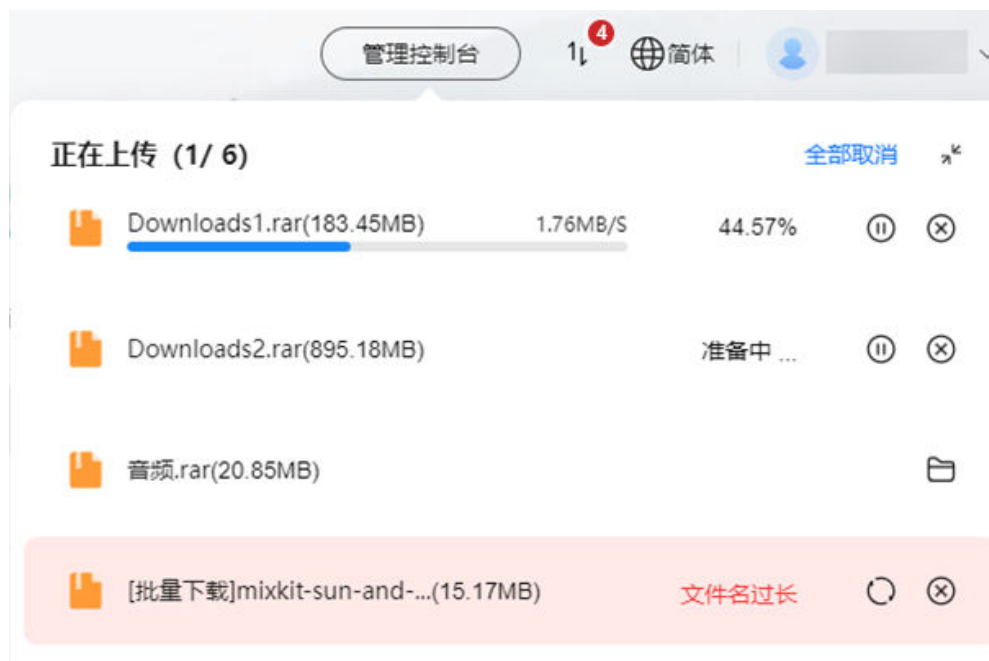 管理控制台 4 简体
正在上传 (1/ 6) 全部取消
Downloads1.rar(183.45MB) 1.76MB/S 44.57%
Downloads2.rar(895.18MB) 准备中 ...
音频.rar(20.85MB)
[批量下载]mixkit-sun-and-...(15.17MB) 文件名过长